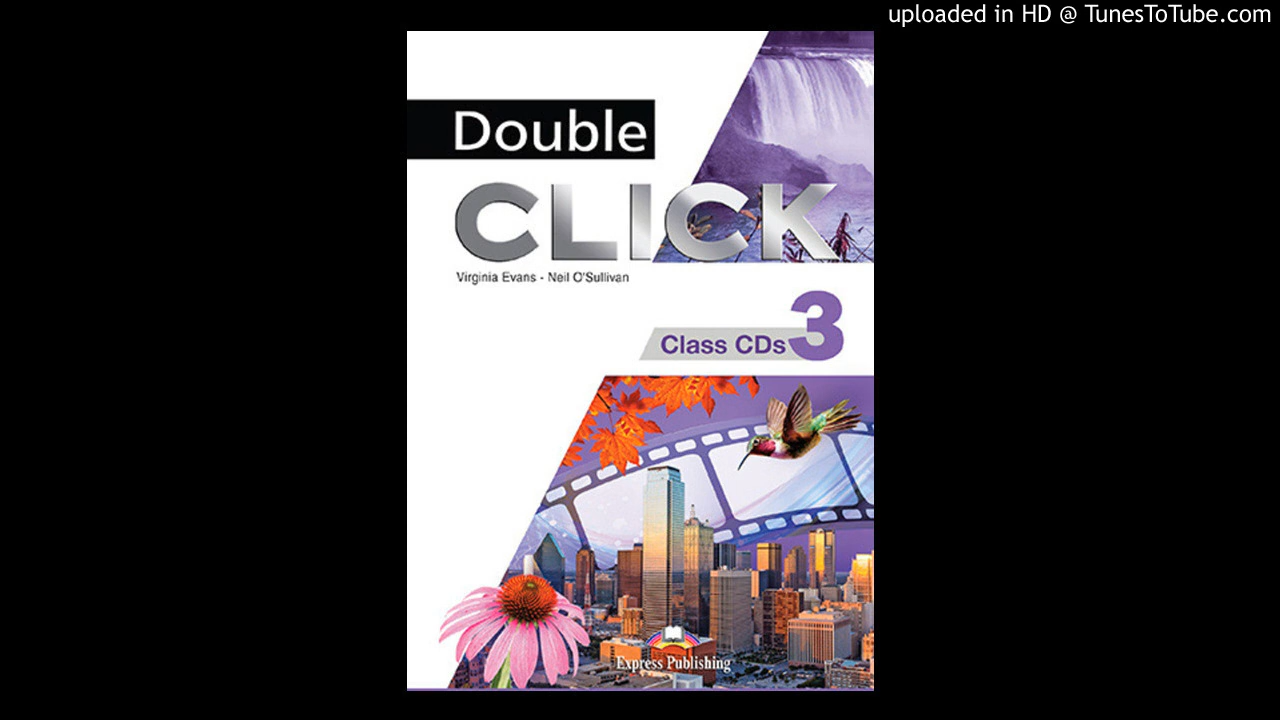 uploaded in HD @ TunesToTube.com
Double
CLICK
Virginia Evans - Neil O'Sullivan
Class CDs 3
Express Publishing